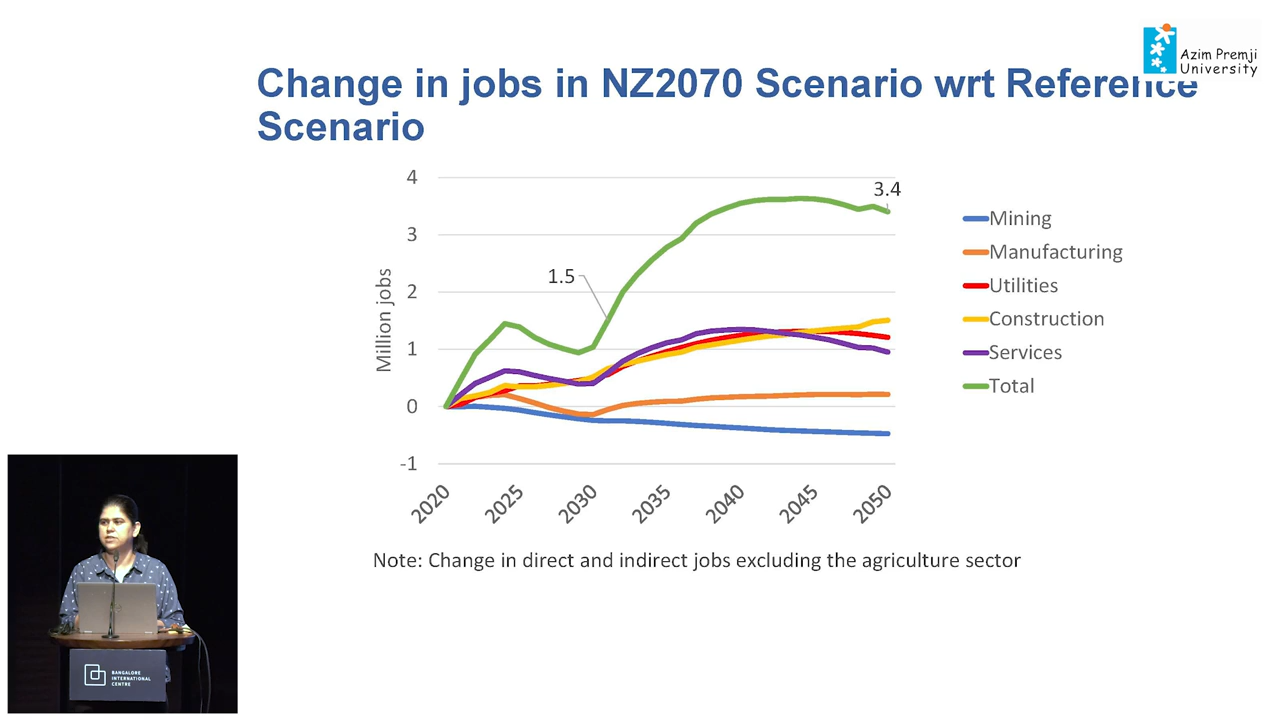 Azim Premji
University
Change in jobs in NZ2070 Scenario wrt Reference
Scenario
4
3
2
1
0
-1
Million jobs
1.5
3.4
2020
2025
2030
2035
2040
2045
2050
Mining
Manufacturing
Utilities
Construction
Services
Total
Note: Change in direct and indirect jobs excluding the agriculture sector
BANGALORE
INTERNATIONAL
CENTRE